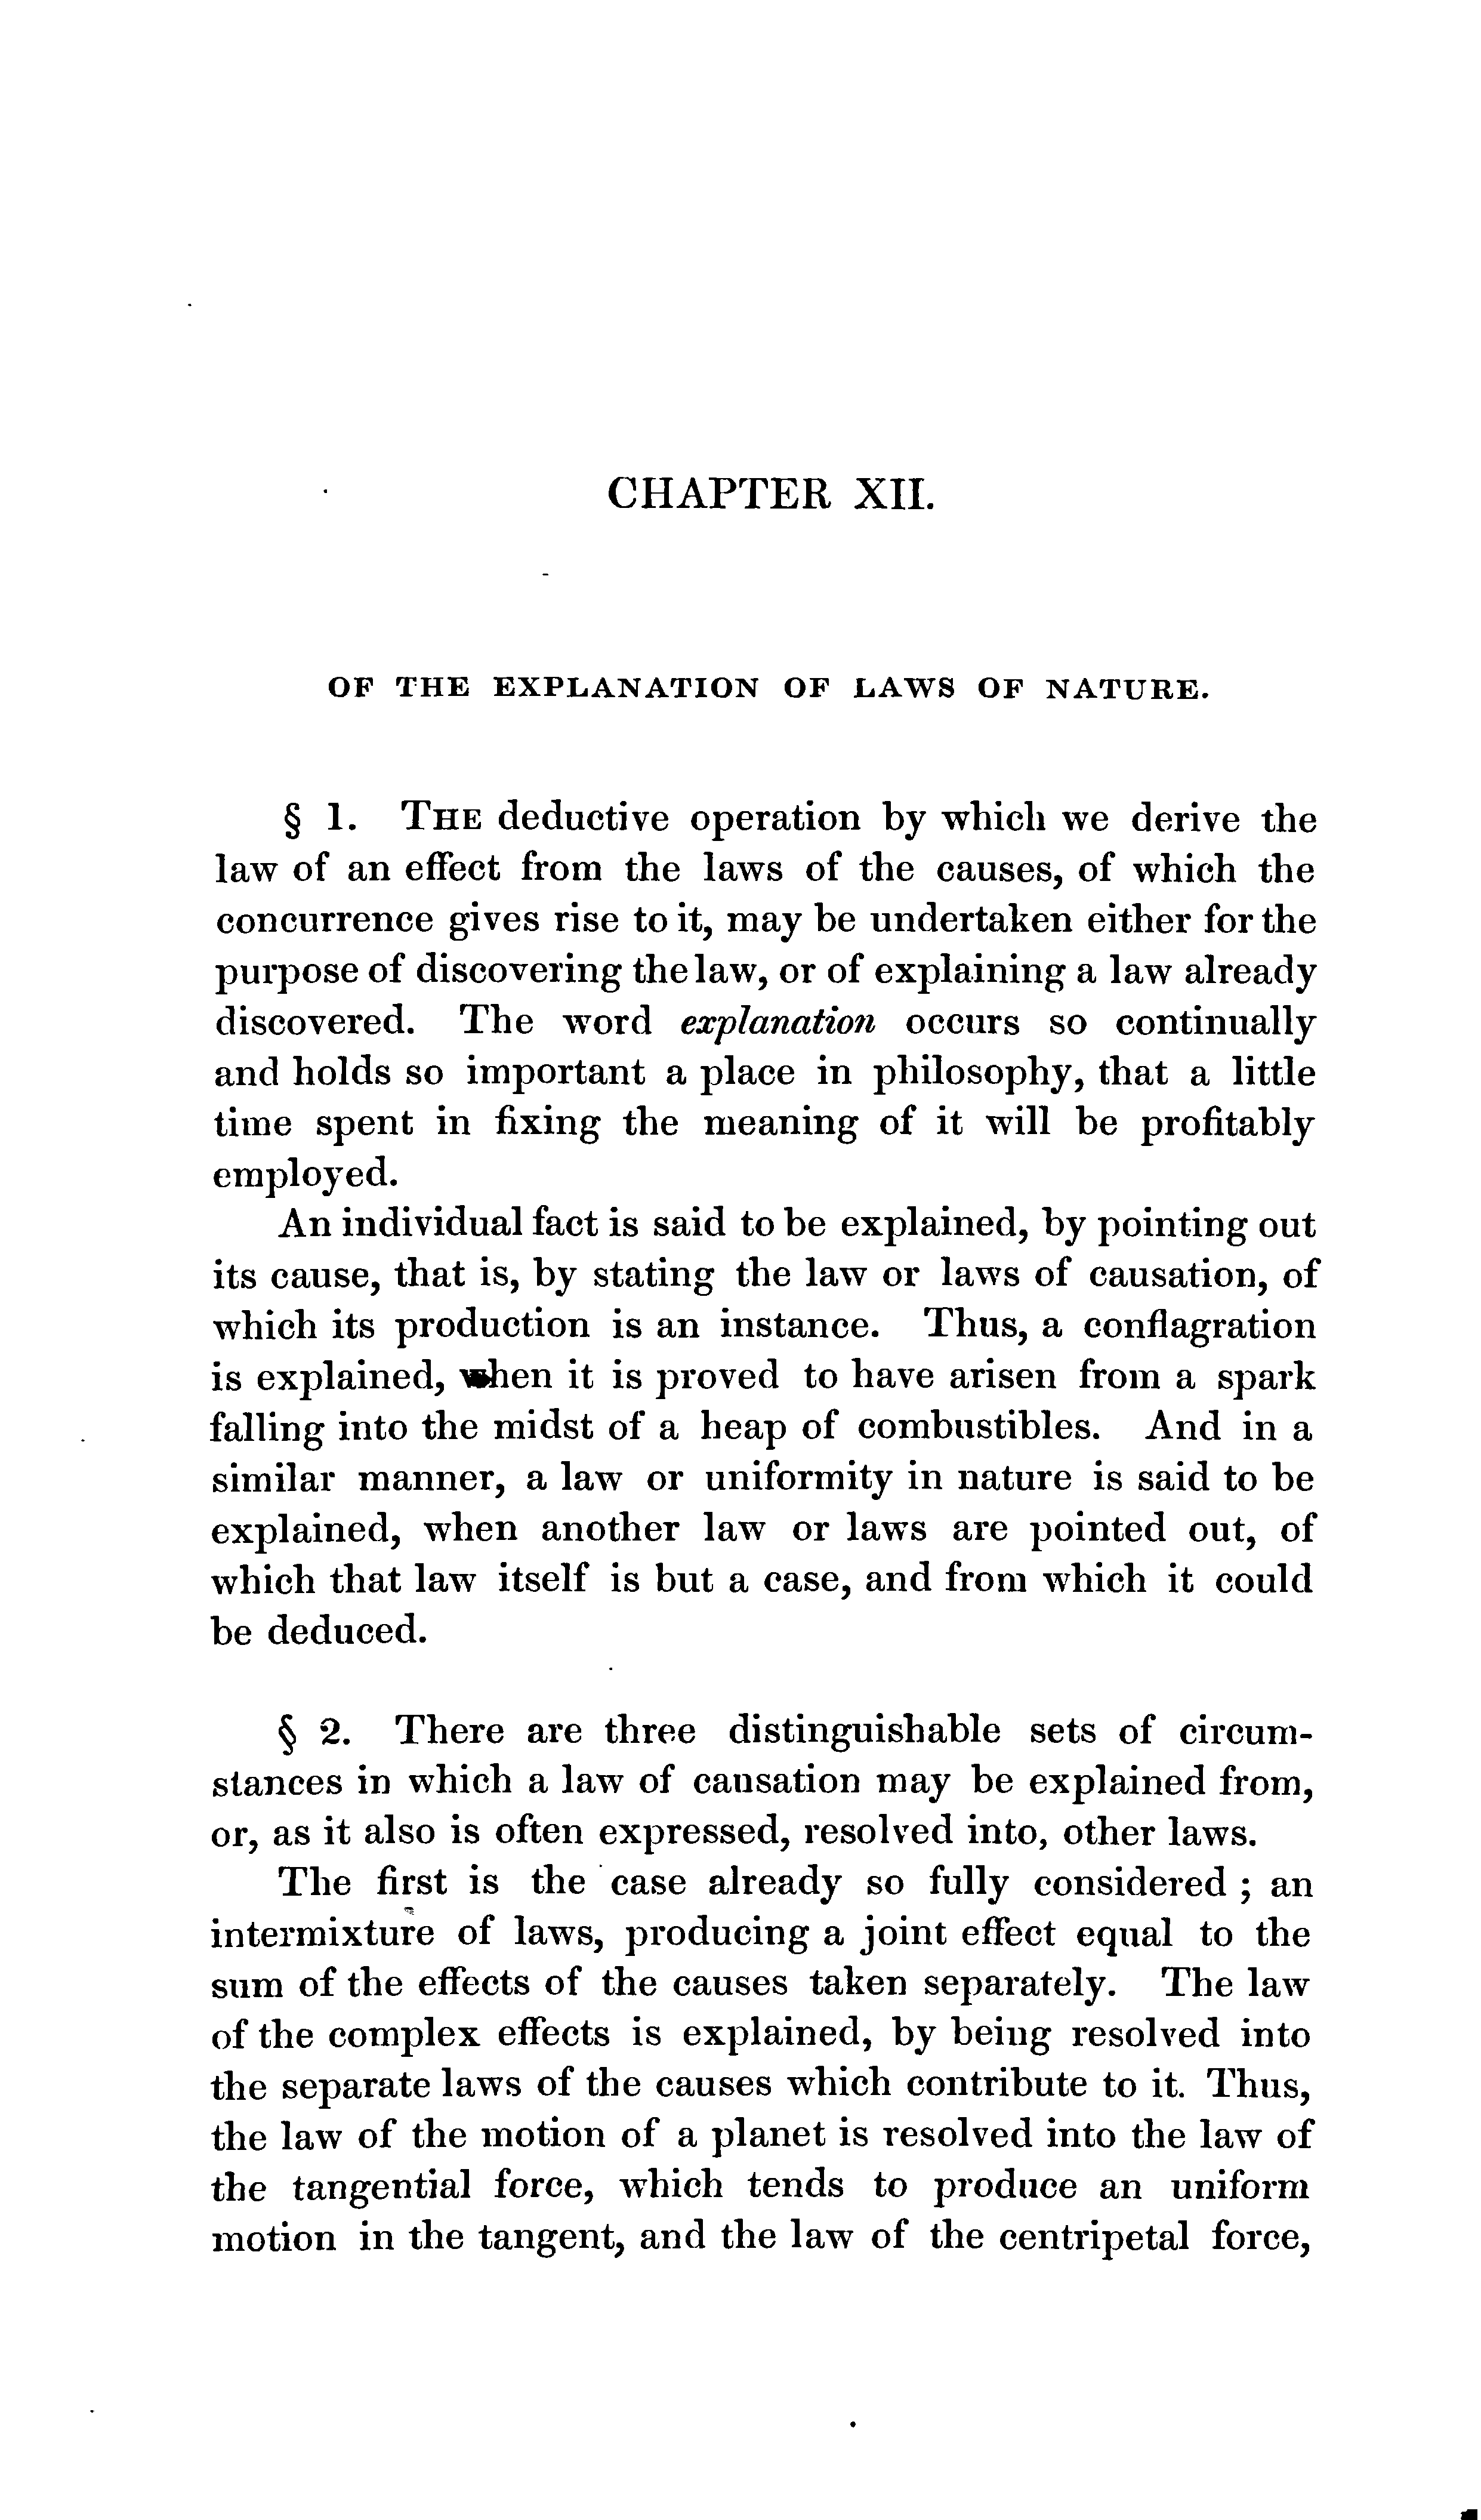 CHAPTER XII.
OF THE EXPLANATION OF LAWS OF NATURE.
§ 1. THE deductive operation by which we derive the
law of an effect from the laws of the causes, of which the
concurrence gives rise to it, may be undertaken either for the
purpose of discovering the law, or of explaining a law already
discovered. The word explanation occurs so continually
and holds so important a place in philosophy, that a little
time spent in fixing the meaning of it will be profitably
employed.
An individual fact is said to be explained, by pointing out
its cause, that is, by stating the law or laws of causation, of
which its production is an instance. Thus, a conflagration
is explained, when it is proved to have arisen from a spark
falling into the midst of a heap of combustibles. And in a
similar manner, a law or uniformity in nature is said to be
explained, when another law or laws are pointed out, of
which that law itself is but a case, and from which it could
be deduced.
§ 2. There are three distinguishable sets of circum-
stances in which a law of causation may be explained from,
or, as it also is often expressed, resolved into, other laws.
The first is the case already so fully considered ; an
intermixture of laws, producing a joint effect equal to the
sum of the effects of the causes taken separately. The law
of the complex effects is explained, by being resolved into
the separate laws of the causes which contribute to it. Thus,
the law of the motion of a planet is resolved into the law of
the tangential force, which tends to produce an uniform
motion in the tangent, and the law of the centripetal force,